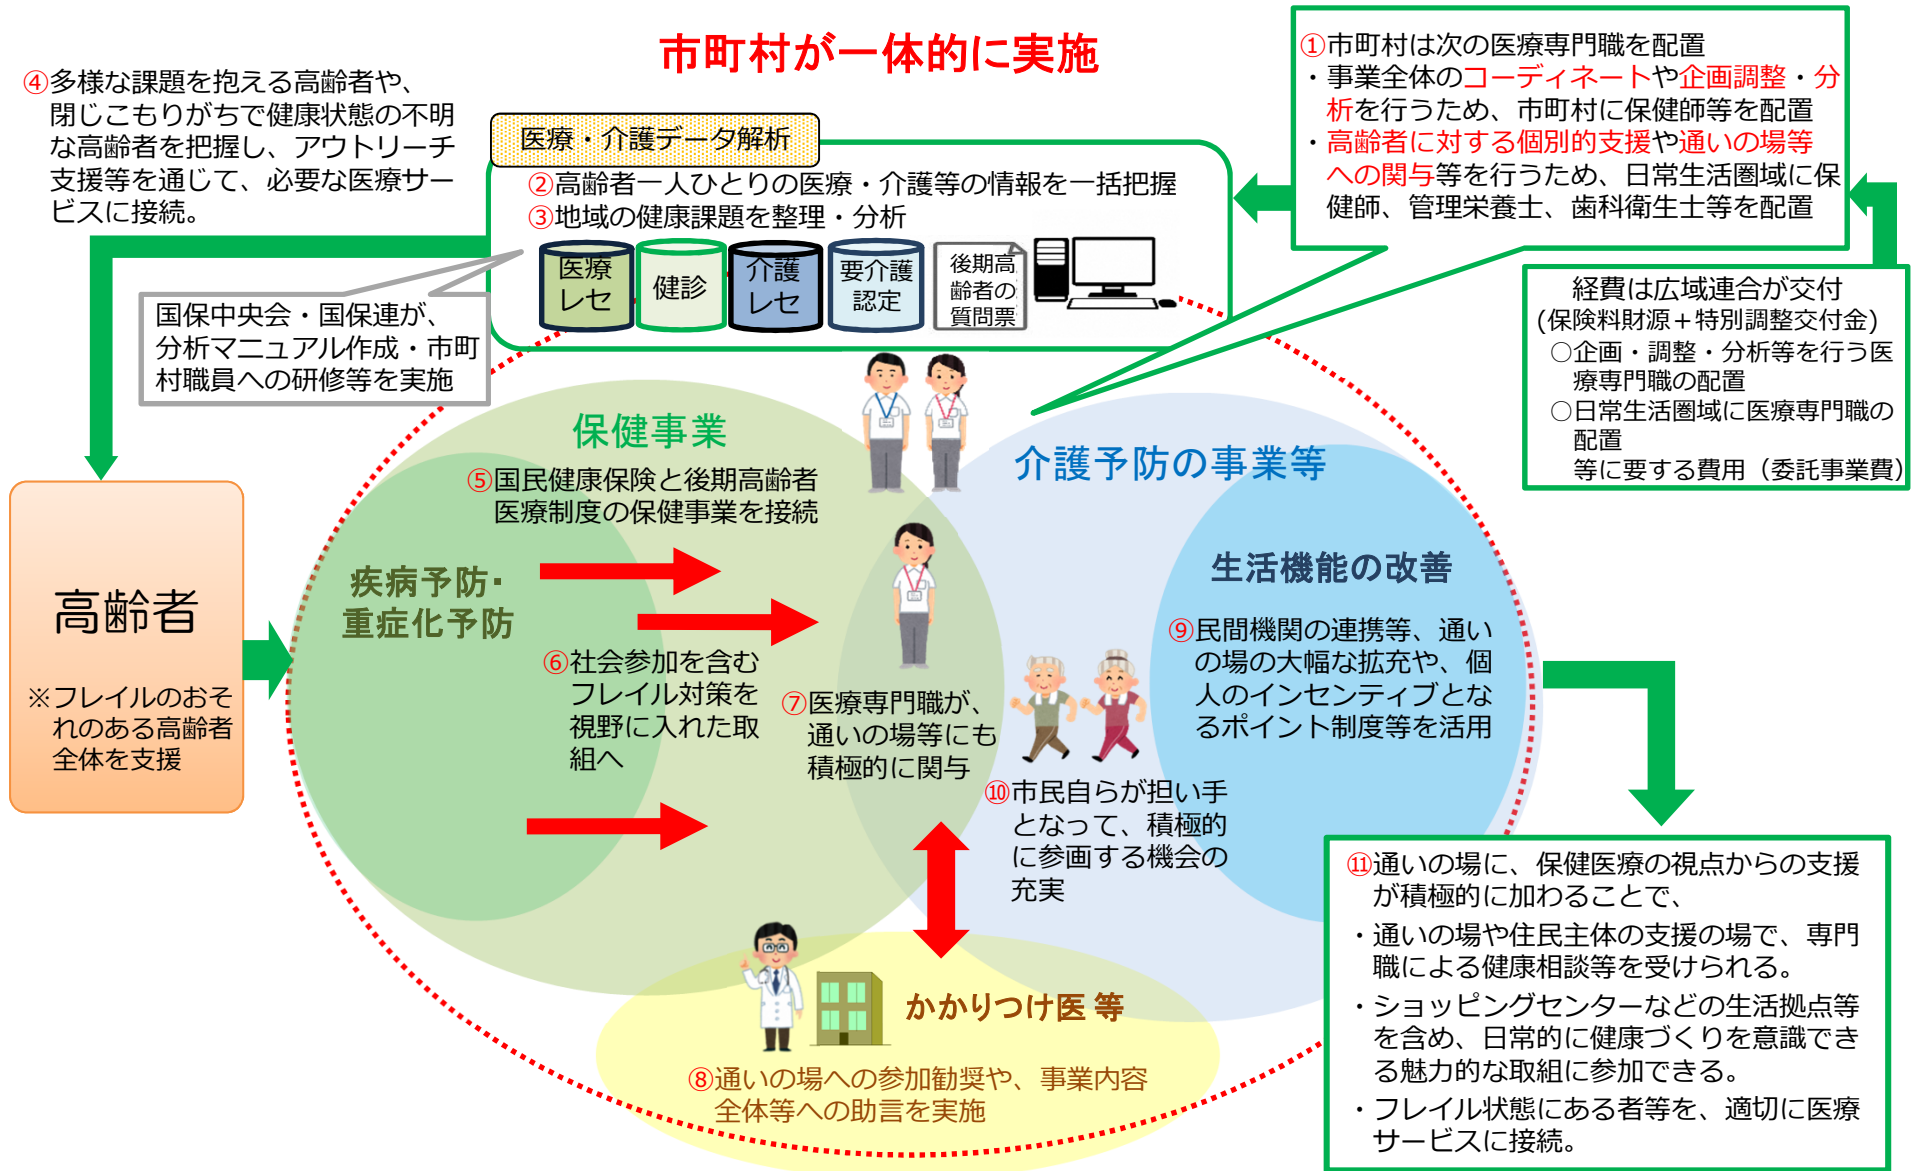 市町村が一体的に実施
①市町村は次の医療専門職を配置
・事業全体のコーディネートや企画調整・分
析を行うため、市町村に保健師等を配置
・高齢者に対する個別的支援や通いの場等
への関与等を行うため、日常生活圏域に保
健師、管理栄養士、歯科衛生士等を配置
④多様な課題を抱える高齢者や、
閉じこもりがちで健康状態の不明
な高齢者を把握し、アウトリーチ
支援等を通じて、必要な医療サー
ビスに接続。
医療・介護データ解析
②高齢者一人ひとりの医療・介護等の情報を一括把握
③地域の健康課題を整理・分析
医療
レセ
健診
介護
レセ
要介護
認定
後期高
齢者の
質問票
経費は広域連合が交付
(保険料財源＋特別調整交付金)
○企画・調整・分析等を行う医
療専門職の配置
○日常生活圏域に医療専門職の
配置
等に要する費用（委託事業費）
国保中央会・国保連が、
分析マニュアル作成・市町
村職員への研修等を実施
保健事業
⑤国民健康保険と後期高齢者
医療制度の保健事業を接続
介護予防の事業等
高齢者
※フレイルのおそ
れのある高齢者
全体を支援
疾病予防・
重症化予防
⑥社会参加を含む
フレイル対策を
視野に入れた取
組へ
⑦医療専門職が、
通いの場等にも
積極的に関与
生活機能の改善
⑨民間機関の連携等、通い
の場の大幅な拡充や、個
人のインセンティブとな
るポイント制度等を活用
⑩市民自らが担い手
となって、積極的
に参画する機会の
充実
かかりつけ医 等
⑧通いの場への参加勧奨や、事業内容
全体等への助言を実施
⑪通いの場に、保健医療の視点からの支援
が積極的に加わることで、
・通いの場や住民主体の支援の場で、専門
職による健康相談等を受けられる。
・ショッピングセンターなどの生活拠点等
を含め、日常的に健康づくりを意識でき
る魅力的な取組に参加できる。
・フレイル状態にある者等を、適切に医療
サービスに接続。